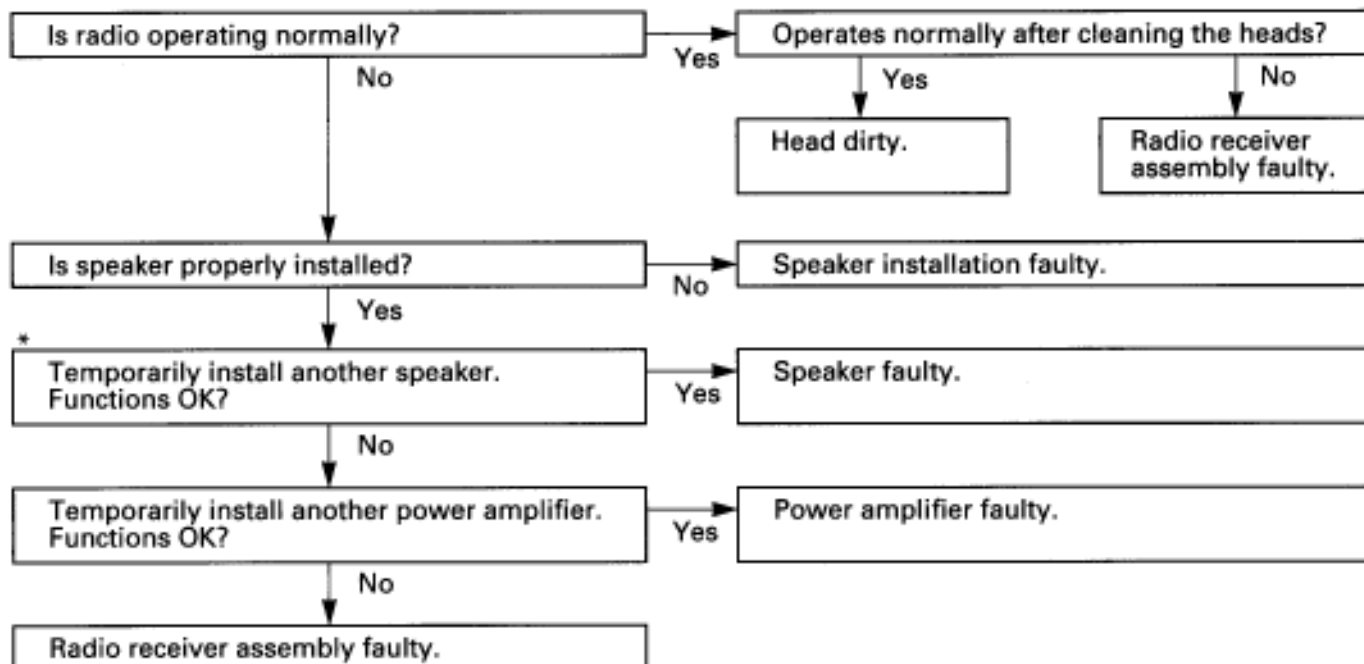 Is radio operating normally?
Yes
Operates normally after cleaning the heads?
No
Yes
No
Head dirty.
Radio receiver
assembly faulty.
Is speaker properly installed?
No
Speaker installation faulty.
Yes
*
Temporarily install another speaker.
Functions OK?
Yes
Speaker faulty.
No
Temporarily install another power amplifier.
Functions OK?
Yes
Power amplifier faulty.
No
Radio receiver assembly faulty.